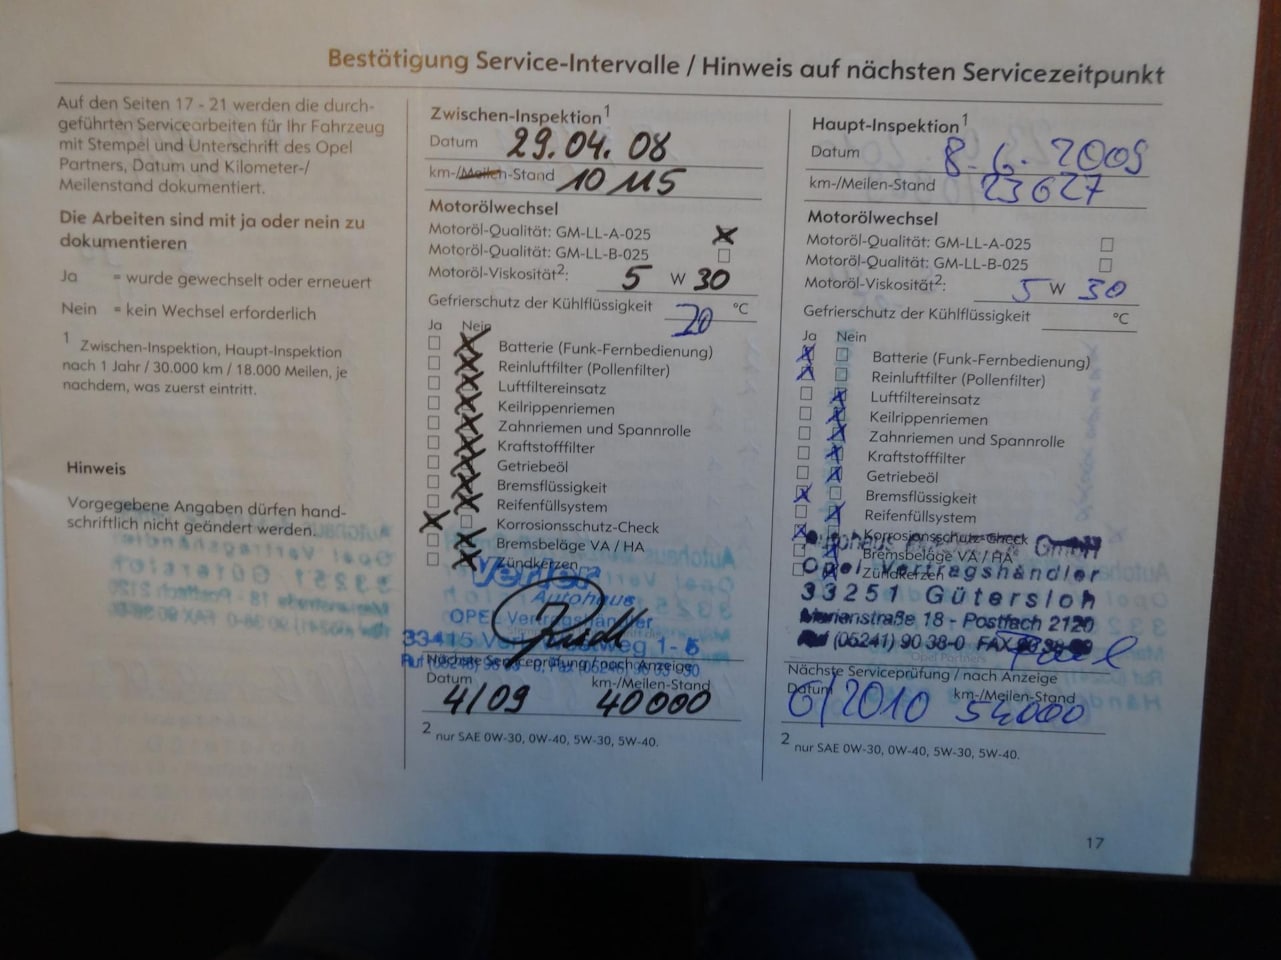 Bestätigung Service-Intervalle / Hinweis auf nächsten Servicezeitpunkt
Auf den Seiten 17 - 21 werden die durch-
geführten Servicearbeiten für Ihr Fahrzeug
mit Stempel und Unterschrift des Opel
Partners, Datum und Kilometer-/
Meilenstand dokumentiert.
Die Arbeiten sind mit ja oder nein zu
dokumentieren
Ja = wurde gewechselt oder erneuert
Nein = kein Wechsel erforderlich
1 Zwischen-Inspektion, Haupt-Inspektion
nach 1 Jahr / 30.000 km / 18.000 Meilen, je
nachdem, was zuerst eintritt.
Hinweis
Vorgegebene Angaben dürfen hand-
schriftlich nicht geändert werden.
Zwischen-Inspektion1
Datum 29.04.08
km-/Meilen-Stand 10 115
Motorölwechsel
Motoröl-Qualität: GM-LL-A-025
Motoröl-Qualität: GM-LL-B-025
Motoröl-Viskosität2: 5 W 30
Gefrierschutz der Kühlflüssigkeit 20 °C
Ja Nein
Batterie (Funk-Fernbedienung)
Reinluftfilter (Pollenfilter)
Luftfiltereinsatz
Keilrippenriemen
Zahnriemen und Spannrolle
Kraftstofffilter
Getriebeöl
Bremsflüssigkeit
Reifenfüllsystem
Korrosionsschutz-Check
Bremsbeläge VA / HA
Zündkerzen
Verler
Autohaus
OPEL Vertragshändler
33415 Verl
Nächste Serviceprüfung / nach Anzeige
Datum km-/Meilen-Stand
4/09 40000
2 nur SAE 0W-30, 0W-40, 5W-30, 5W-40.
Haupt-Inspektion1
Datum 8.6.2009
km-/Meilen-Stand 23627
Motorölwechsel
Motoröl-Qualität: GM-LL-A-025
Motoröl-Qualität: GM-LL-B-025
Motoröl-Viskosität2: 5 W 30
Gefrierschutz der Kühlflüssigkeit °C
Ja Nein
Batterie (Funk-Fernbedienung)
Reinluftfilter (Pollenfilter)
Luftfiltereinsatz
Keilrippenriemen
Zahnriemen und Spannrolle
Kraftstofffilter
Getriebeöl
Bremsflüssigkeit
Reifenfüllsystem
Korrosionsschutz-Check
Bremsbeläge VA / HA
Zündkerzen
GmbH
Opel Vertragshändler
33251 Gütersloh
Marienstraße 18 - Postfach 2120
Ruf (05241) 90 38-0 FAX
Nächste Serviceprüfung / nach Anzeige
Datum km-/Meilen-Stand
6/2010 54000
2 nur SAE 0W-30, 0W-40, 5W-30, 5W-40.
17